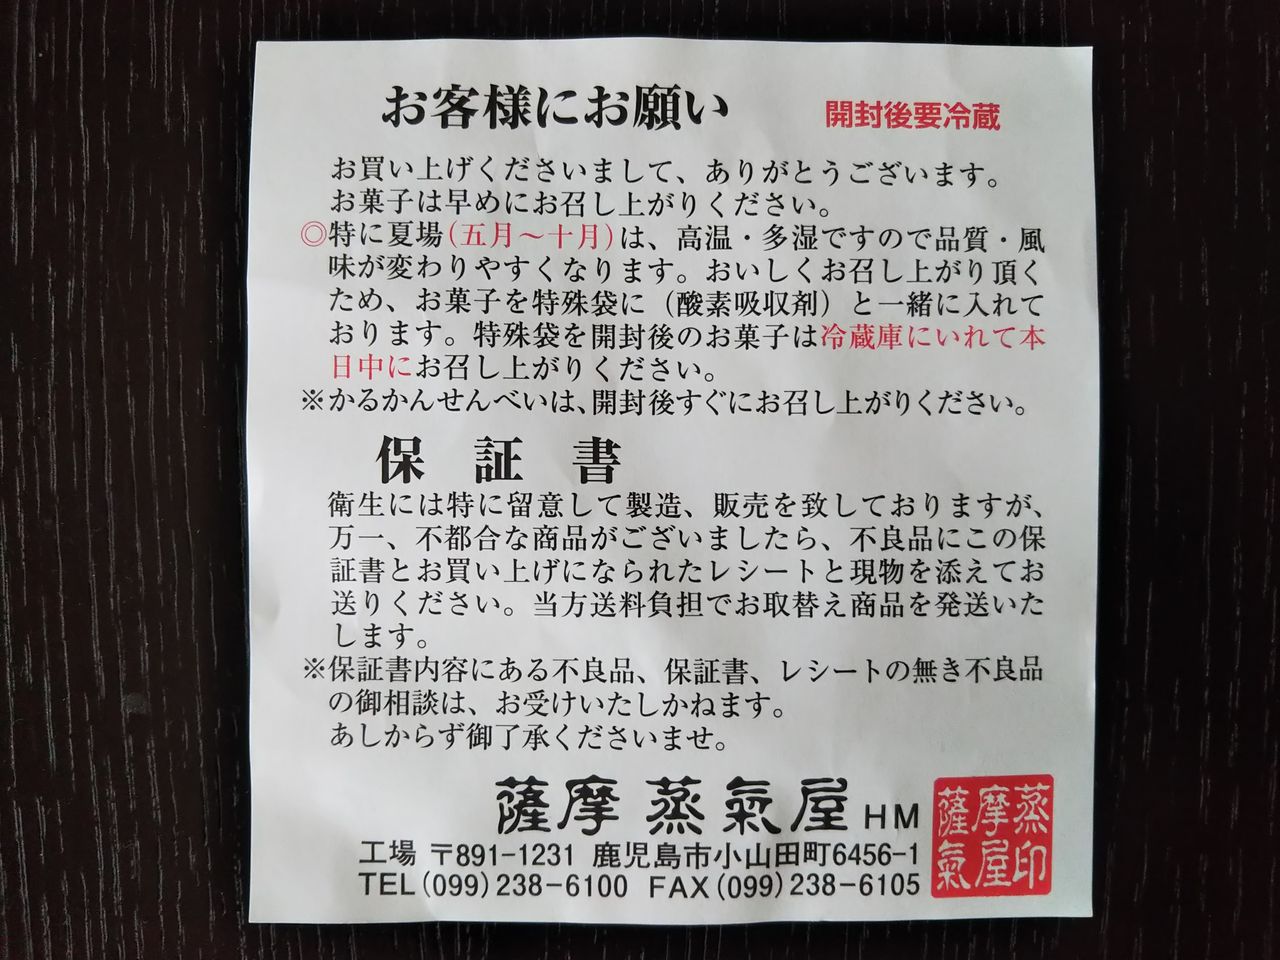 お客様にお願い 開封後要冷蔵
お買い上げくださいまして、ありがとうございます。
お菓子は早めにお召し上がりください。
◎特に夏場(五月～十月)は、高温・多湿ですので品質・風
味が変わりやすくなります。おいしくお召し上がり頂く
ため、お菓子を特殊袋に（酸素吸収剤）と一緒に入れて
おります。特殊袋を開封後のお菓子は冷蔵庫にいれて本
日中にお召し上がりください。
※かるかんせんべいは、開封後すぐにお召し上がりください。
保証書
衛生には特に留意して製造、販売を致しておりますが、
万一、不都合な商品がございましたら、不良品にこの保
証書とお買い上げになられたレシートと現物を添えてお
送りください。当方送料負担でお取替え商品を発送いた
します。
※保証書内容にある不良品、保証書、レシートの無き不良品
の御相談は、お受けいたしかねます。
あしからず御了承くださいませ。
薩摩蒸氣屋 HM
工場 〒891-1231 鹿児島市小山田町6456-1
TEL(099)238-6100 FAX(099)238-6105
薩摩蒸
氣屋印